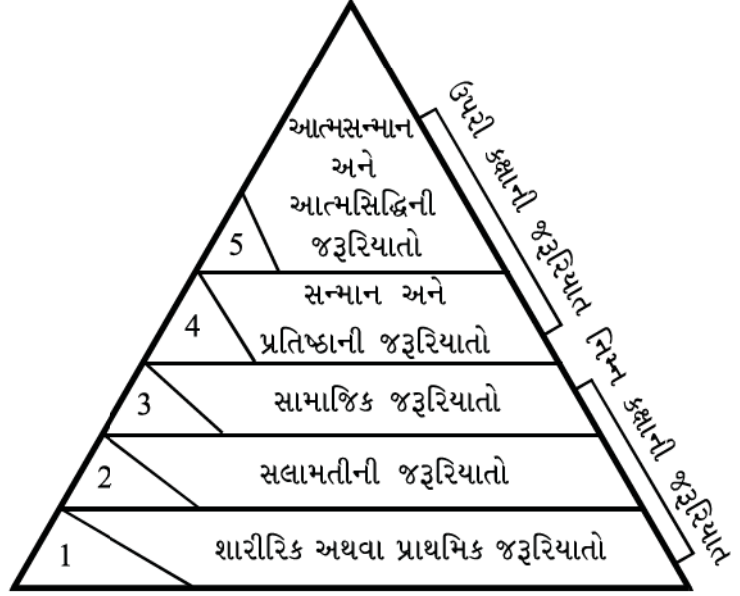 આત્મસન્માન
અને
આત્મસિદ્ધિની
જરૂરિયાતો
5
સન્માન અને
પ્રતિષ્ઠાની જરૂરિયાતો
4
સામાજિક જરૂરિયાતો
3
સલામતીની જરૂરિયાતો
2
શારીરિક અથવા પ્રાથમિક જરૂરિયાતો
1
ઉપરી કક્ષાની જરૂરિયાત
નિમ્ન કક્ષાની જરૂરિયાત